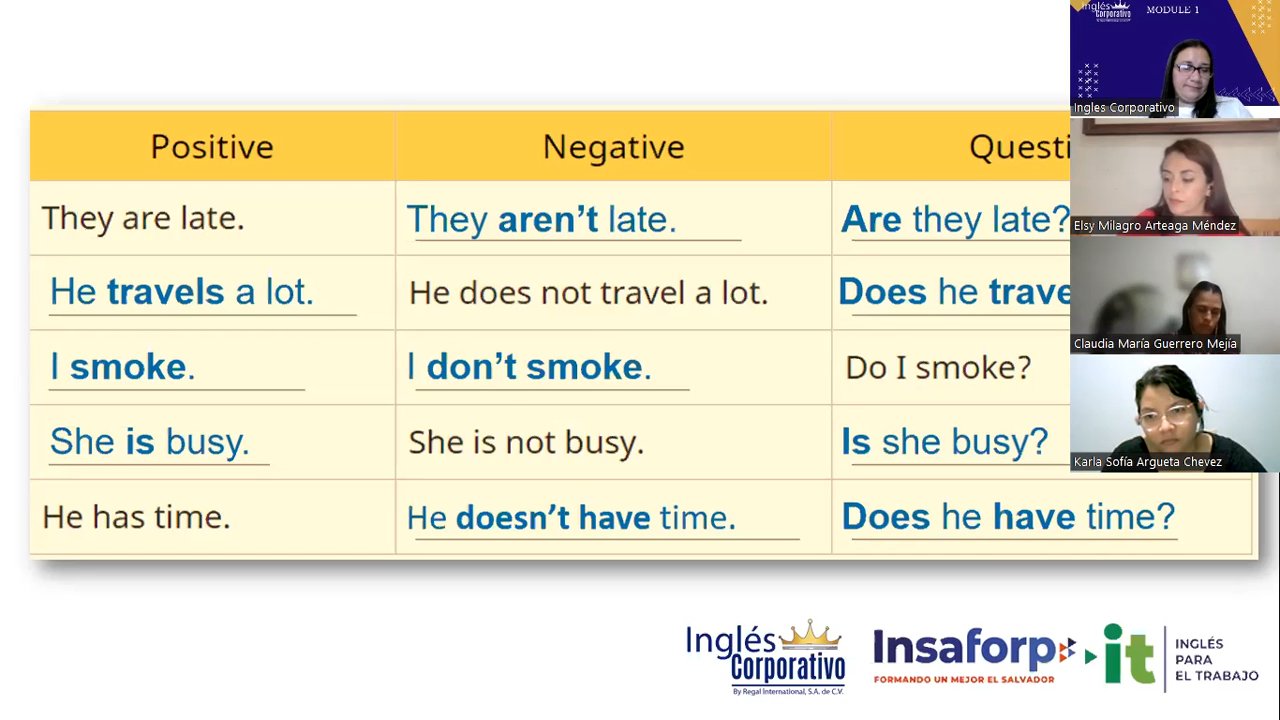 Inglés
Corporativo
MODULE 1
Ingles Corporativo
Elsy Milagro Arteaga Méndez
Claudia María Guerrero Mejía
Karla Sofía Argueta Chevez
Positive Negative Questi
They are late. They aren't late. Are they late?
He travels a lot. He does not travel a lot. Does he trave
I smoke. I don't smoke. Do I smoke?
She is busy. She is not busy. Is she busy?
He has time. He doesn't have time. Does he have time?
Inglés
Corporativo
By Regal International, S.A. de C.V.
Insaforp
FORMANDO UN MEJOR EL SALVADOR
it
INGLÉS
PARA
EL TRABAJO